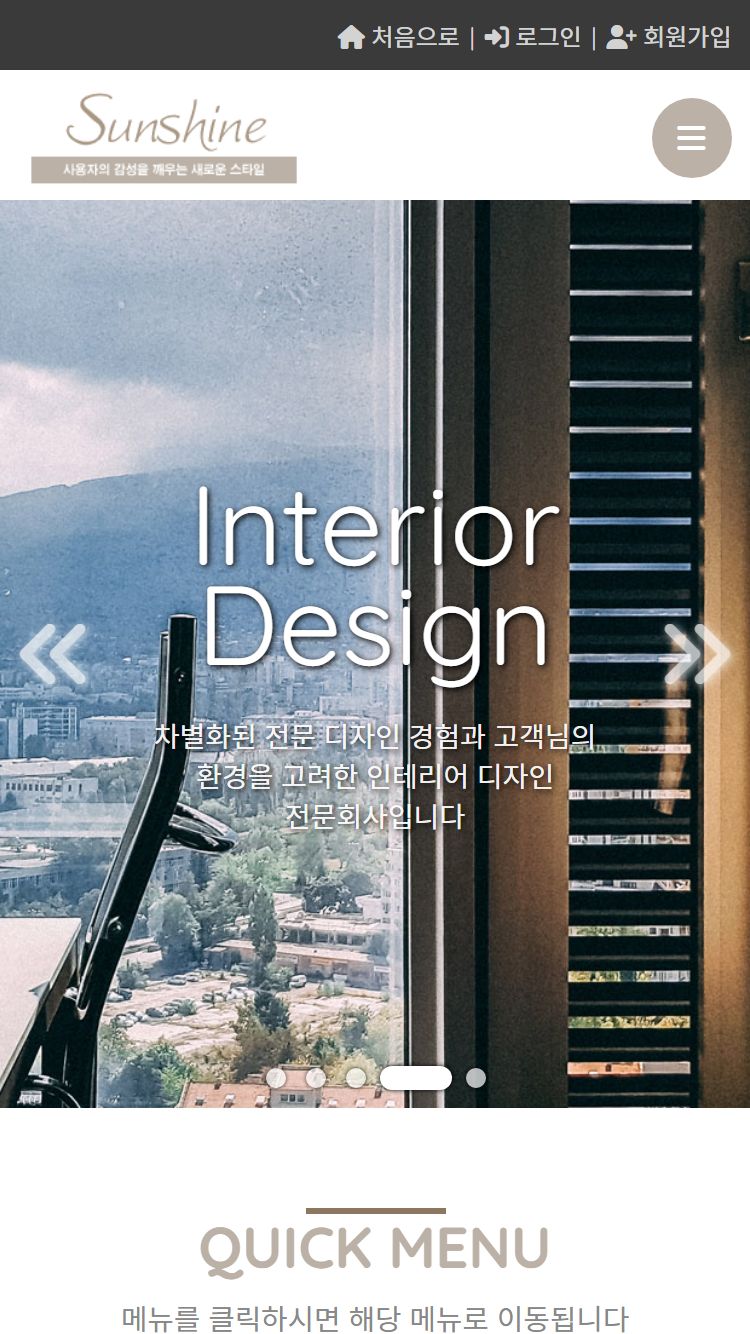 처음으로 | 로그인 | 회원가입
Sunshine
사용자의 감성을 깨우는 새로운 스타일
Interior
Design
차별화된 전문 디자인 경험과 고객님의
환경을 고려한 인테리어 디자인
전문회사입니다
QUICK MENU
메뉴를 클릭하시면 해당 메뉴로 이동됩니다